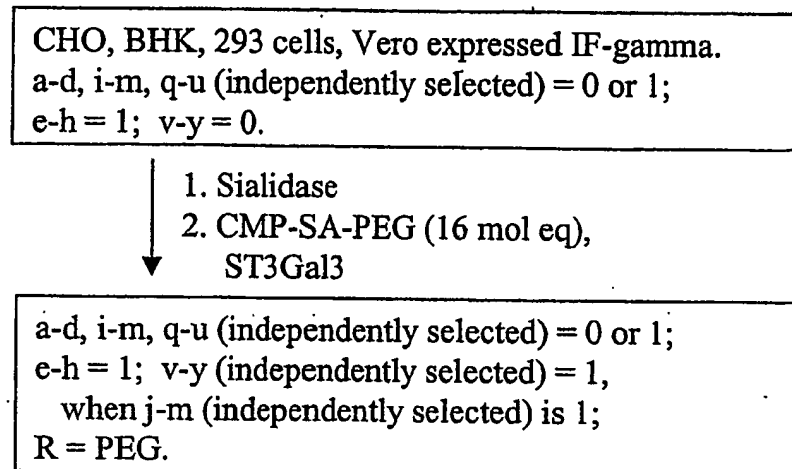 CHO, BHK, 293 cells, Vero expressed IF-gamma.
a-d, i-m, q-u (independently selected) = 0 or 1;
e-h = 1; v-y = 0.
1. Sialidase
2. CMP-SA-PEG (16 mol eq),
ST3Gal3
a-d, i-m, q-u (independently selected) = 0 or 1;
e-h = 1; v-y (independently selected) = 1,
when j-m (independently selected) is 1;
R = PEG.